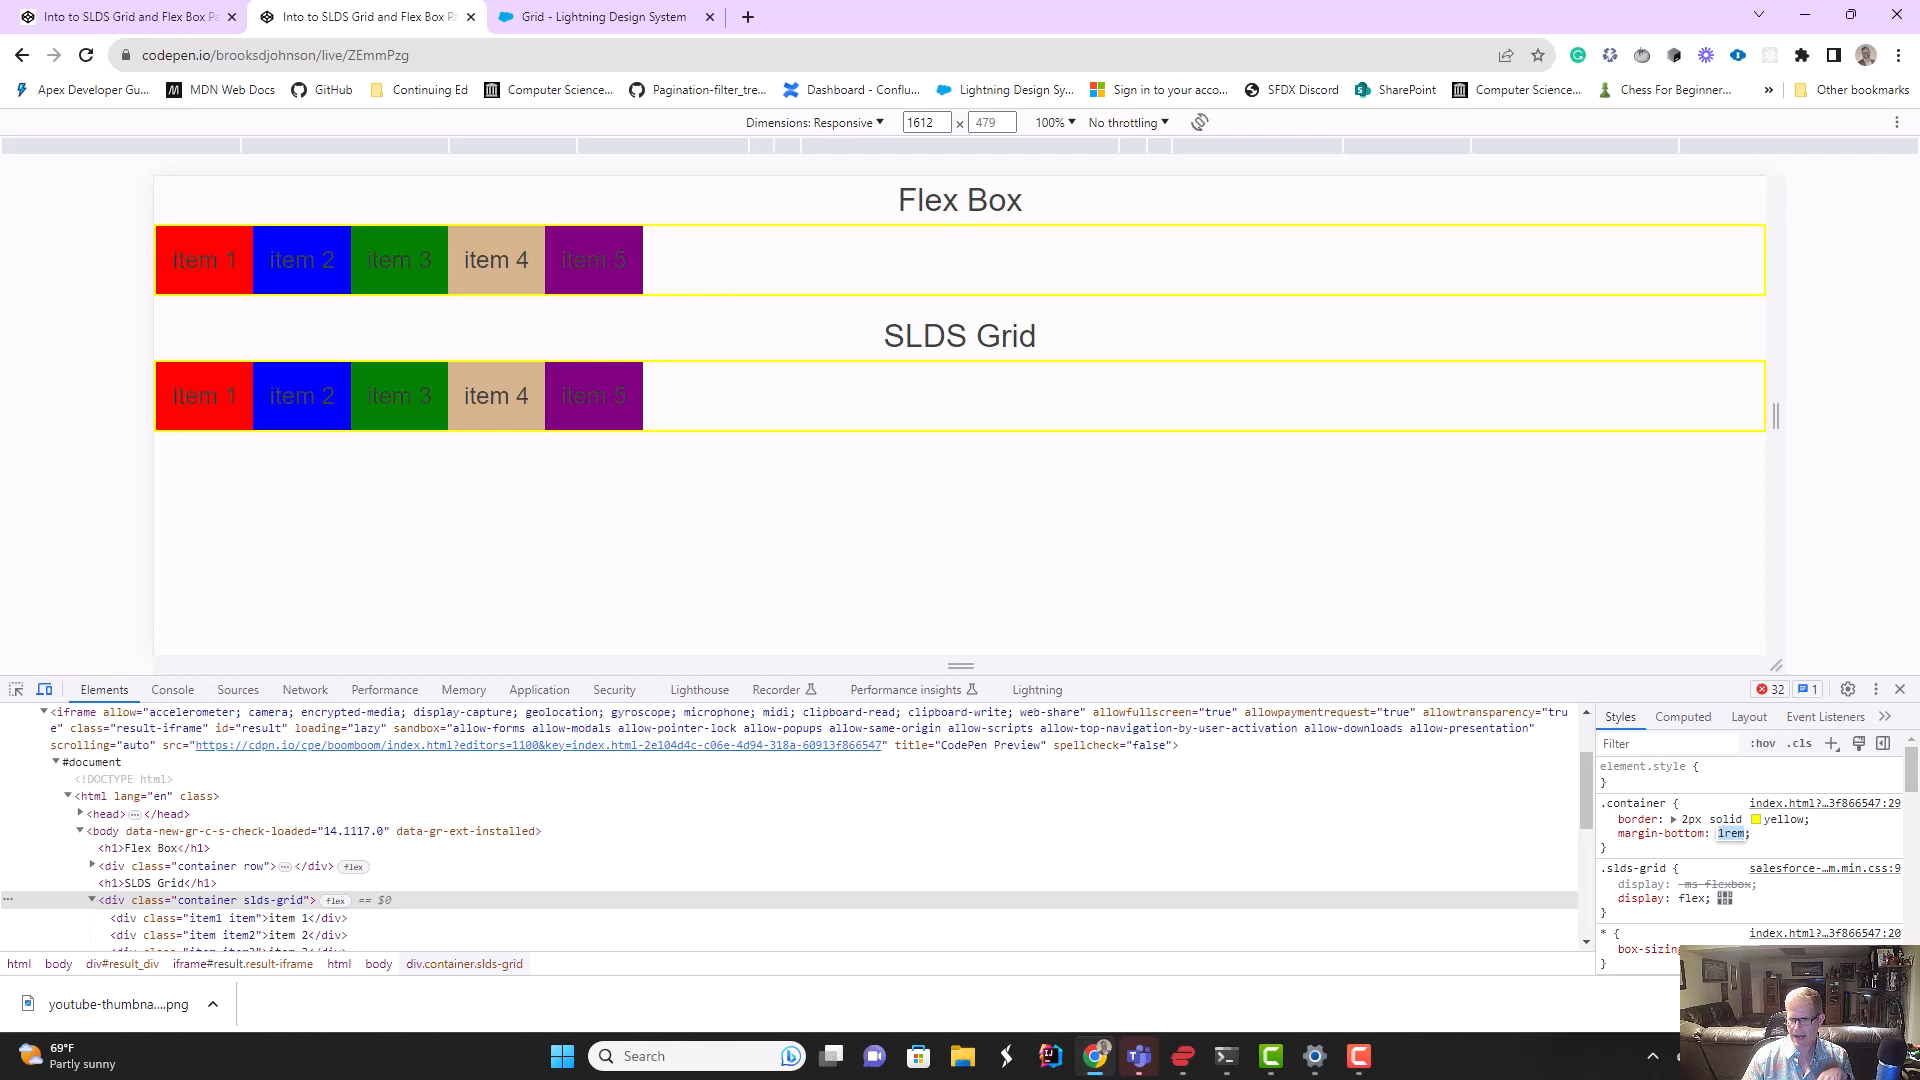 Into to SLDS Grid and Flex Box Pa
Into to SLDS Grid and Flex Box Pa
Grid - Lightning Design System
codepen.io/brooksdjohnson/live/ZEmmPzg
Apex Developer Gu...
MDN Web Docs
GitHub
Continuing Ed
Computer Science...
Pagination-filter_tre...
Dashboard - Conflu...
Lightning Design Sy...
Sign in to your acco...
SFDX Discord
SharePoint
Computer Science...
Chess For Beginner...
»
Other bookmarks
Dimensions: Responsive
1612
×
479
100%
No throttling
Flex Box
item 1
item 2
item 3
item 4
item 5
SLDS Grid
item 1
item 2
item 3
item 4
item 5
Elements
Console
Sources
Network
Performance
Memory
Application
Security
Lighthouse
Recorder
Performance insights
Lightning
32
1
<iframe allow="accelerometer; camera; encrypted-media; display-capture; geolocation; gyroscope; microphone; midi; clipboard-read; clipboard-write; web-share" allowfullscreen="true" allowpaymentrequest="true" allowtransparency="tru
e" class="result-iframe" id="result" loading="lazy" sandbox="allow-forms allow-modals allow-pointer-lock allow-popups allow-same-origin allow-scripts allow-top-navigation-by-user-activation allow-downloads allow-presentation"
scrolling="auto" src="https://cdpn.io/cpe/boomboom/index.html?editors=1100&key=index.html-2e104d4c-c06e-4d94-318a-60913f866547" title="CodePen Preview" spellcheck="false">
#document
<!DOCTYPE html>
<html lang="en" class>
<head> ... </head>
<body data-new-gr-c-s-check-loaded="14.1117.0" data-gr-ext-installed>
<h1>Flex Box</h1>
<div class="container row"> ... </div> flex
<h1>SLDS Grid</h1>
... <div class="container slds-grid"> flex == $0
<div class="item1 item">item 1</div>
<div class="item item2">item 2</div>
html
body
div#result_div
iframe#result.result-iframe
html
body
div.container.slds-grid
Styles
Computed
Layout
Event Listeners
»
Filter
:hov
.cls
element.style {
}
.container {
index.html?...3f866547:29
border: 2px solid yellow;
margin-bottom: 1rem;
}
.slds-grid {
salesforce-...m.min.css:9
display: -ms-flexbox;
display: flex;
}
* {
index.html?...3f866547:20
box-sizing
}
youtube-thumbna....png
69°F
Partly sunny
Search